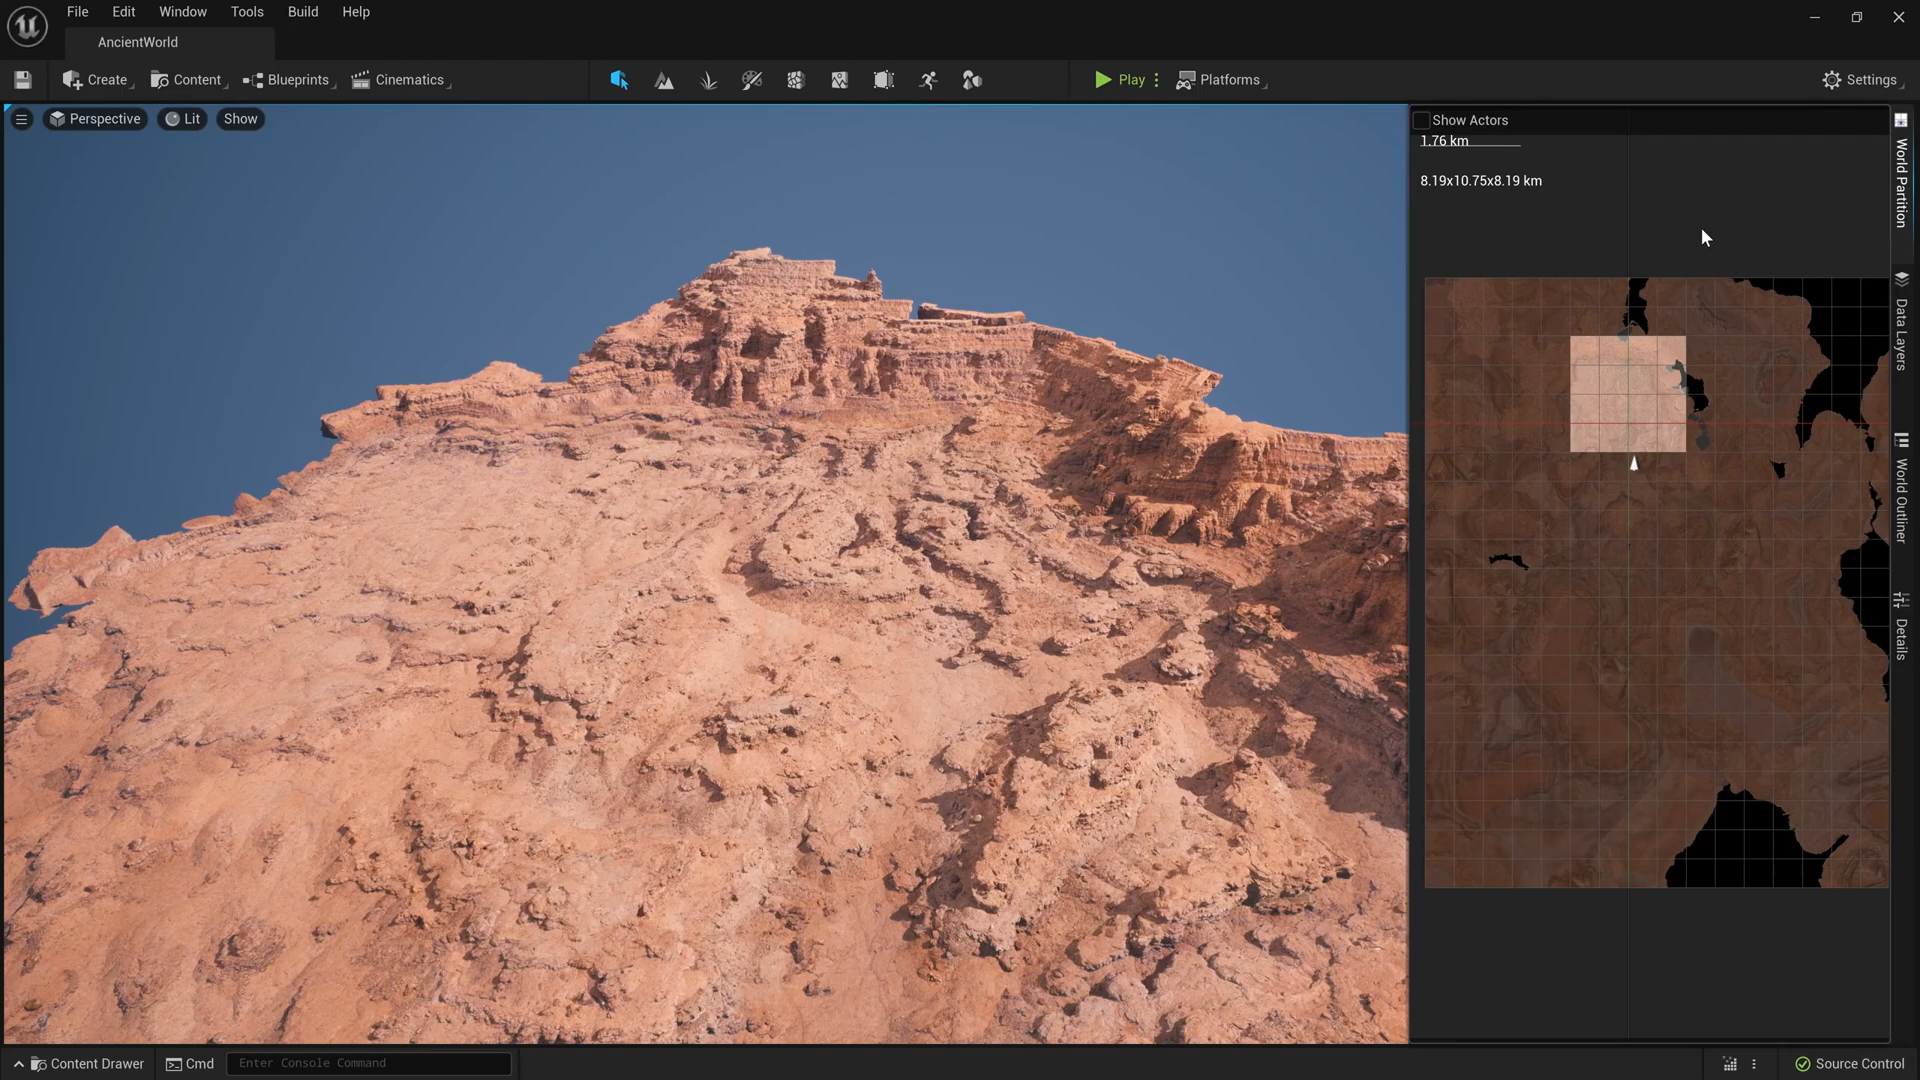 File Edit Window Tools Build Help
AncientWorld
Create Content Blueprints Cinematics Play Platforms Settings
Perspective Lit Show
Show Actors
1.76 km
8.19x10.75x8.19 km
World Partition
Data Layers
World Outliner
Details
Content Drawer Cmd Enter Console Command Source Control